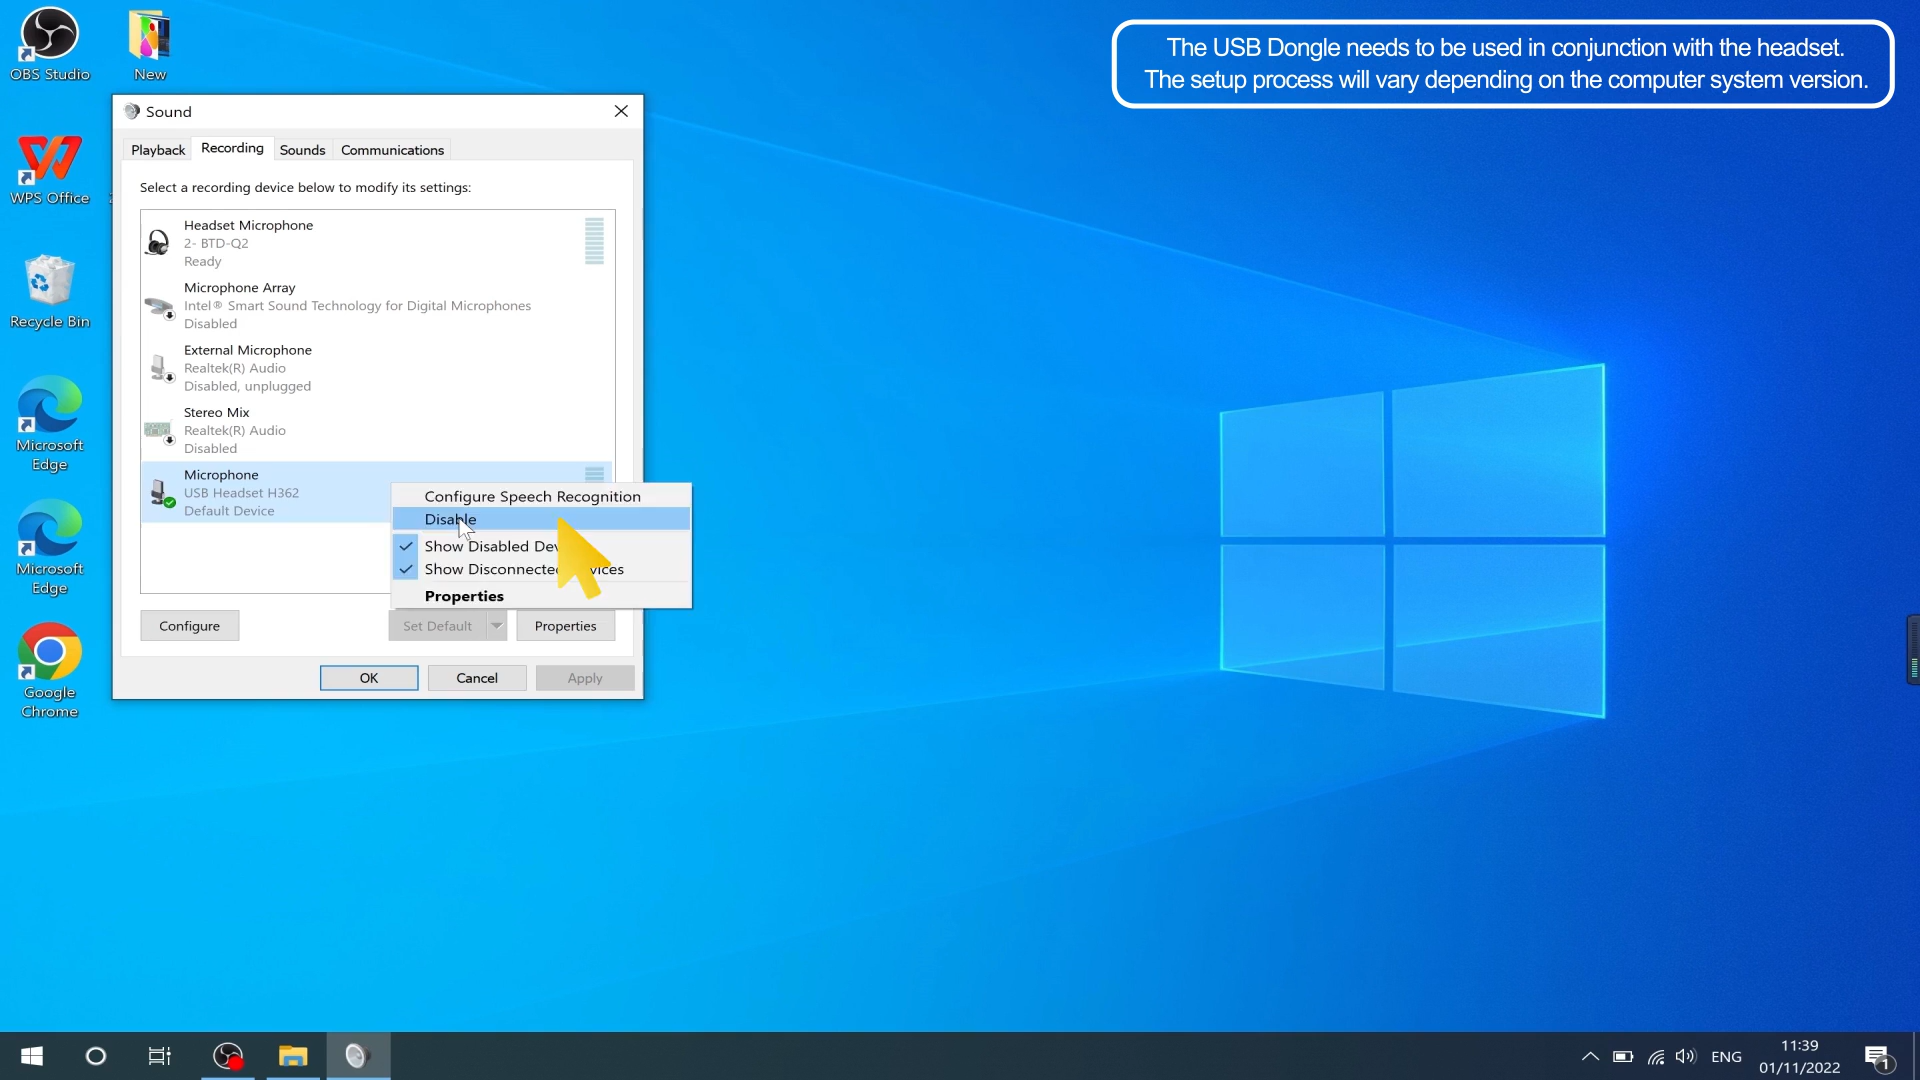 The USB Dongle needs to be used in conjunction with the headset.
The setup process will vary depending on the computer system version.
OBS Studio
New
WPS Office
Recycle Bin
Microsoft
Edge
Microsoft
Edge
Google
Chrome
Sound
Playback
Recording
Sounds
Communications
Select a recording device below to modify its settings:
Headset Microphone
2- BTD-Q2
Ready
Microphone Array
Intel® Smart Sound Technology for Digital Microphones
Disabled
External Microphone
Realtek(R) Audio
Disabled, unplugged
Stereo Mix
Realtek(R) Audio
Disabled
Microphone
USB Headset H362
Default Device
Configure Speech Recognition
Disable
Show Disabled
Show
Properties
Configure
Set Default
Properties
OK
Cancel
Apply
ENG
11:39
01/11/2022
1